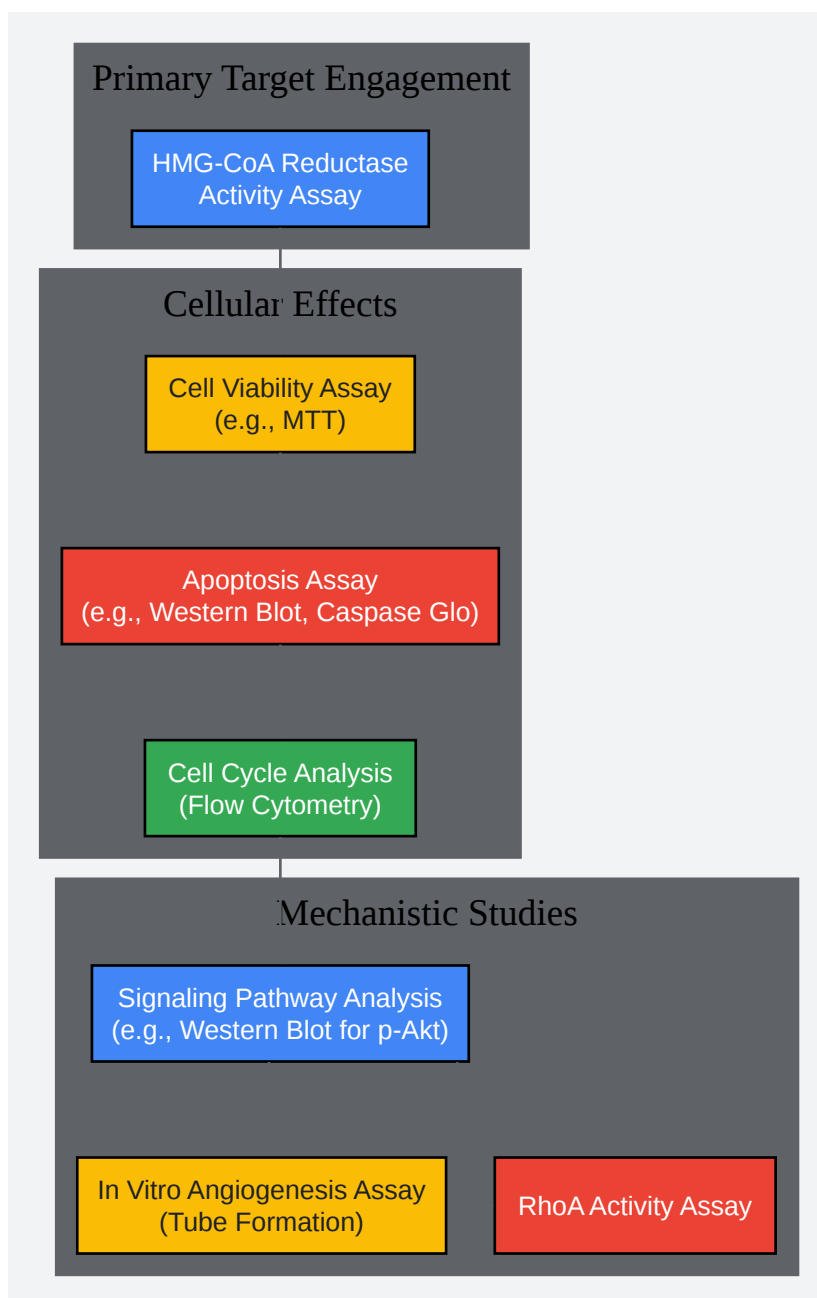 Primary Target Engagement
HMG-CoA Reductase
Activity Assay
Cellular Effects
Cell Viability Assay
(e.g., MTT)
Apoptosis Assay
(e.g., Western Blot, Caspase Glo)
Cell Cycle Analysis
(Flow Cytometry)
Mechanistic Studies
Signaling Pathway Analysis
(e.g., Western Blot for p-Akt)
In Vitro Angiogenesis Assay
(Tube Formation)
RhoA Activity Assay